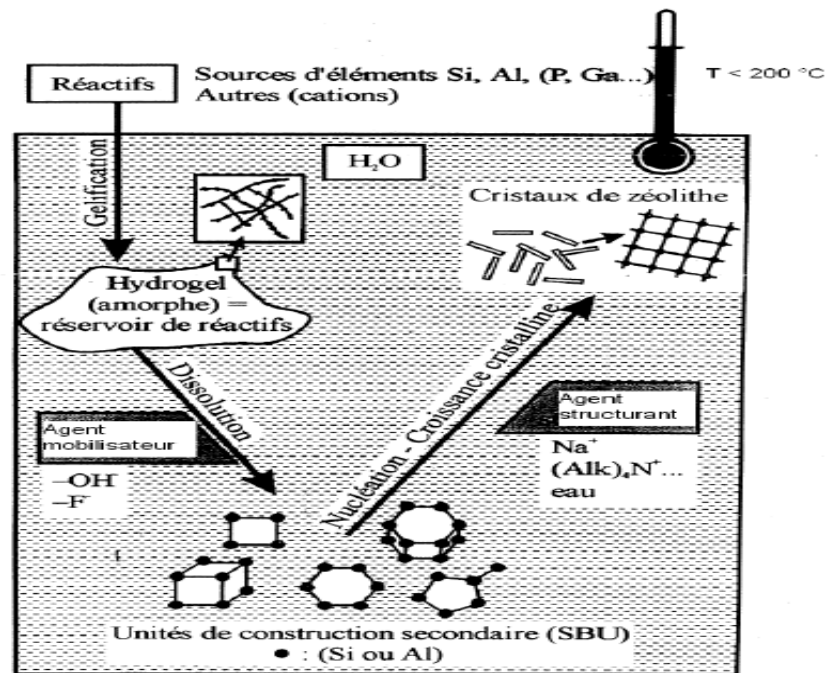 Réactifs
Sources d'éléments Si, Al, (P, Ga...)
Autres (cations)
T < 200 °C
H₂O
Gélification
Cristaux de zéolithe
Hydrogel
(amorphe) =
réservoir de réactifs
Dissolution
Nucléation - Croissance cristalline
Agent
mobilisateur
–OH⁻
–F⁻
Agent
structurant
Na⁺
(Alk)₄N⁺...
eau
Unités de construction secondaire (SBU)
● : (Si ou Al)